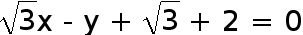 √3x - y + √3 + 2 = 0